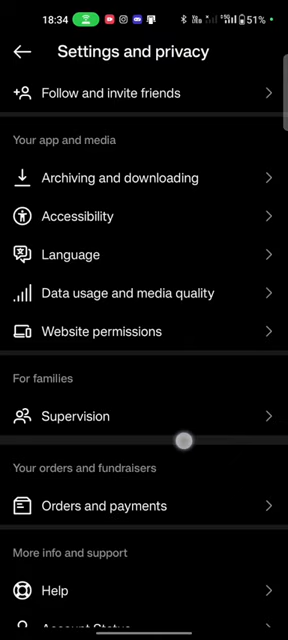 18:34
51%
Settings and privacy
Follow and invite friends
Your app and media
Archiving and downloading
Accessibility
Language
Data usage and media quality
Website permissions
For families
Supervision
Your orders and fundraisers
Orders and payments
More info and support
Help
Account Status